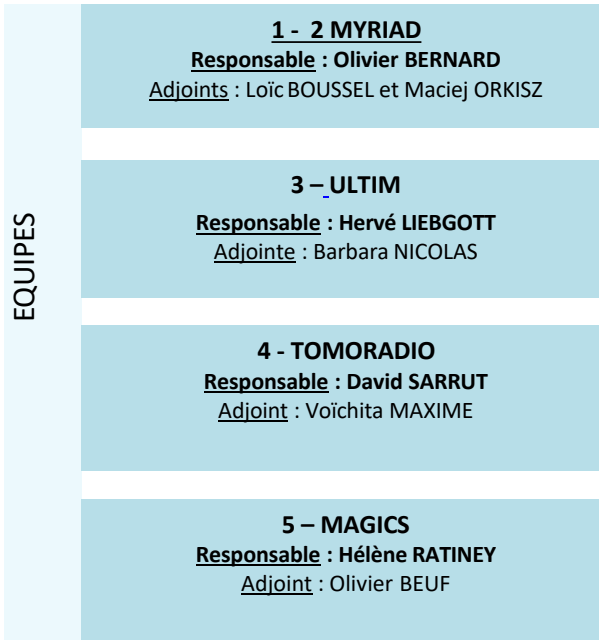 EQUIPES
1 - 2 MYRIAD
Responsable : Olivier BERNARD
Adjoints : Loïc BOUSSEL et Maciej ORKISZ
3 – ULTIM
Responsable : Hervé LIEBGOTT
Adjointe : Barbara NICOLAS
4 - TOMORADIO
Responsable : David SARRUT
Adjoint : Voïchita MAXIME
5 – MAGICS
Responsable : Hélène RATINEY
Adjoint : Olivier BEUF